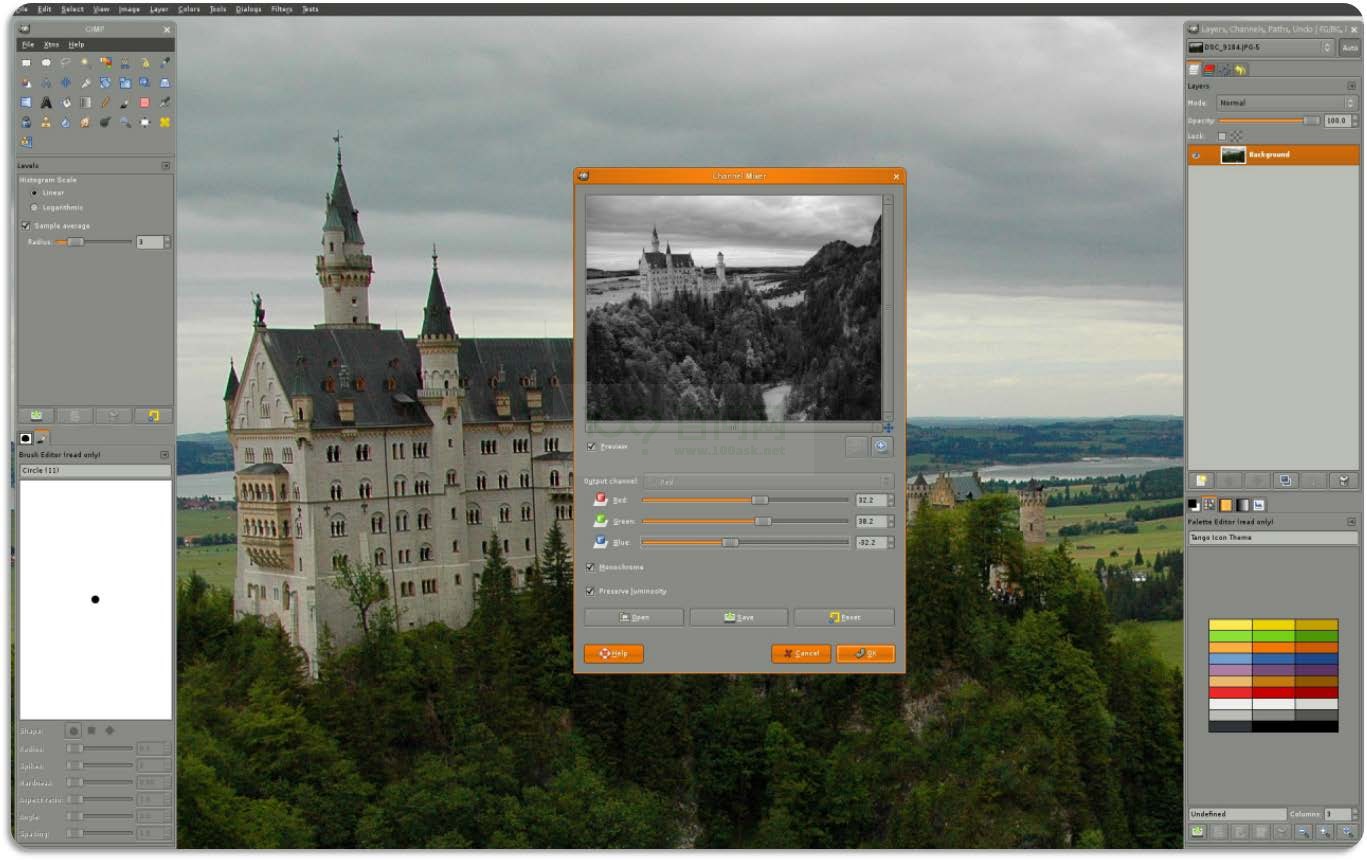 File Edit Select View Image Layer Colors Tools Dialogs Filters Tests
GIMP
File Xtns Help
Levels
Histogram Scale
Linear
Logarithmic
Sample average
Radius: 3
Brush Editor (read only)
Circle (11)
Shape:
Radius:
Spikes:
Hardness:
Aspect ratio:
Angle:
Spacing:
Channel Mixer
Preview
www.100ask.net
Output channel: Red
Red: 32.2
Green: 38.2
Blue: -32.2
Monochrome
Preserve luminosity
Open Save Reset
Help Cancel OK
Layers, Channels, Paths, Undo | FG/BG,
DSC_9184.JPG-5 Auto
Layers
Mode: Normal
Opacity: 100.0
Lock:
Background
Palette Editor (read only)
Tango Icon Theme
Undefined Columns: 3